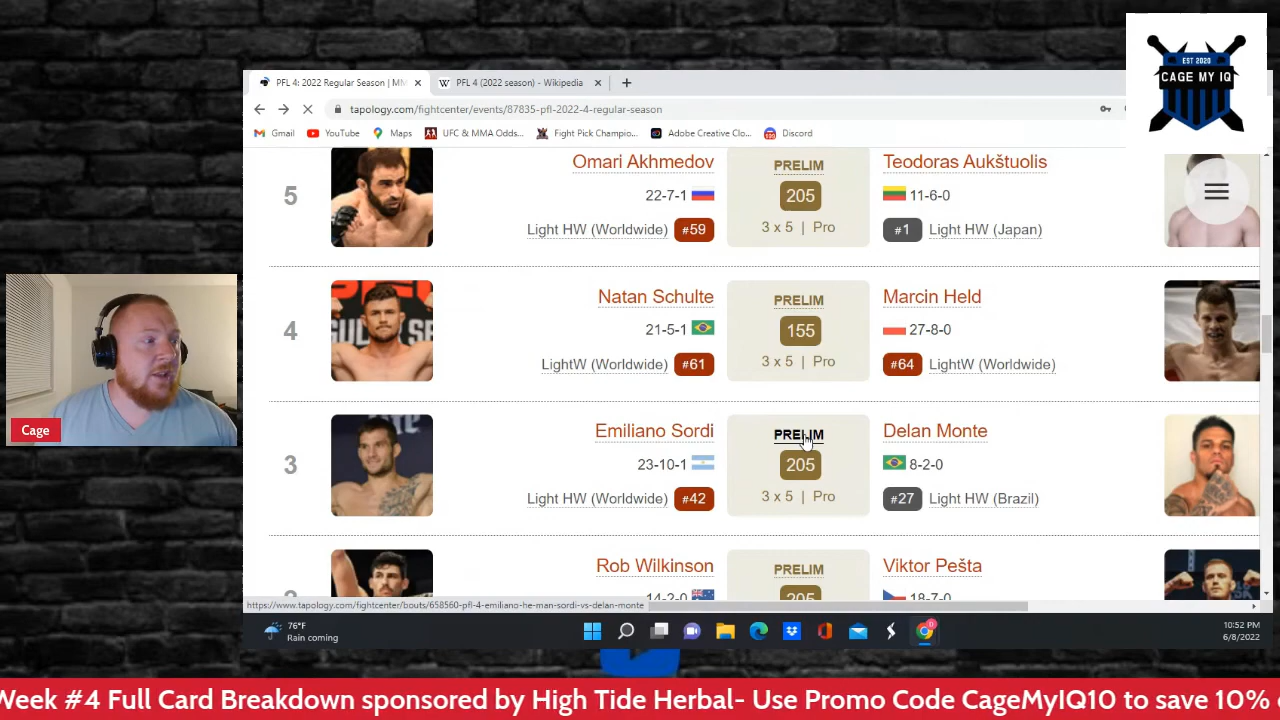 EST 2020
CAGE MY IQ
PFL 4: 2022 Regular Season | MM
PFL 4 (2022 season) - Wikipedia
tapology.com/fightcenter/events/87835-pfl-2022-4-regular-season
Gmail
YouTube
Maps
UFC & MMA Odds...
Fight Pick Champio...
Adobe Creative Clo...
Discord
5
Omari Akhmedov
PRELIM
Teodoras Aukštuolis
22-7-1
205
11-6-0
Light HW (Worldwide) #59
3 x 5 | Pro
#1 Light HW (Japan)
4
Natan Schulte
PRELIM
Marcin Held
21-5-1
155
27-8-0
LightW (Worldwide) #61
3 x 5 | Pro
#64 LightW (Worldwide)
3
Emiliano Sordi
PRELIM
Delan Monte
23-10-1
205
8-2-0
Light HW (Worldwide) #42
3 x 5 | Pro
#27 Light HW (Brazil)
Rob Wilkinson
PRELIM
Viktor Pešta
14-2-0
205
18-7-0
https://www.tapology.com/fightcenter/bouts/658560-pfl-4-emiliano-he-man-sordi-vs-delan-monte
Cage
76°F
Rain coming
10:52 PM
6/8/2022
Week #4 Full Card Breakdown sponsored by High Tide Herbal- Use Promo Code CageMyIQ10 to save 10%